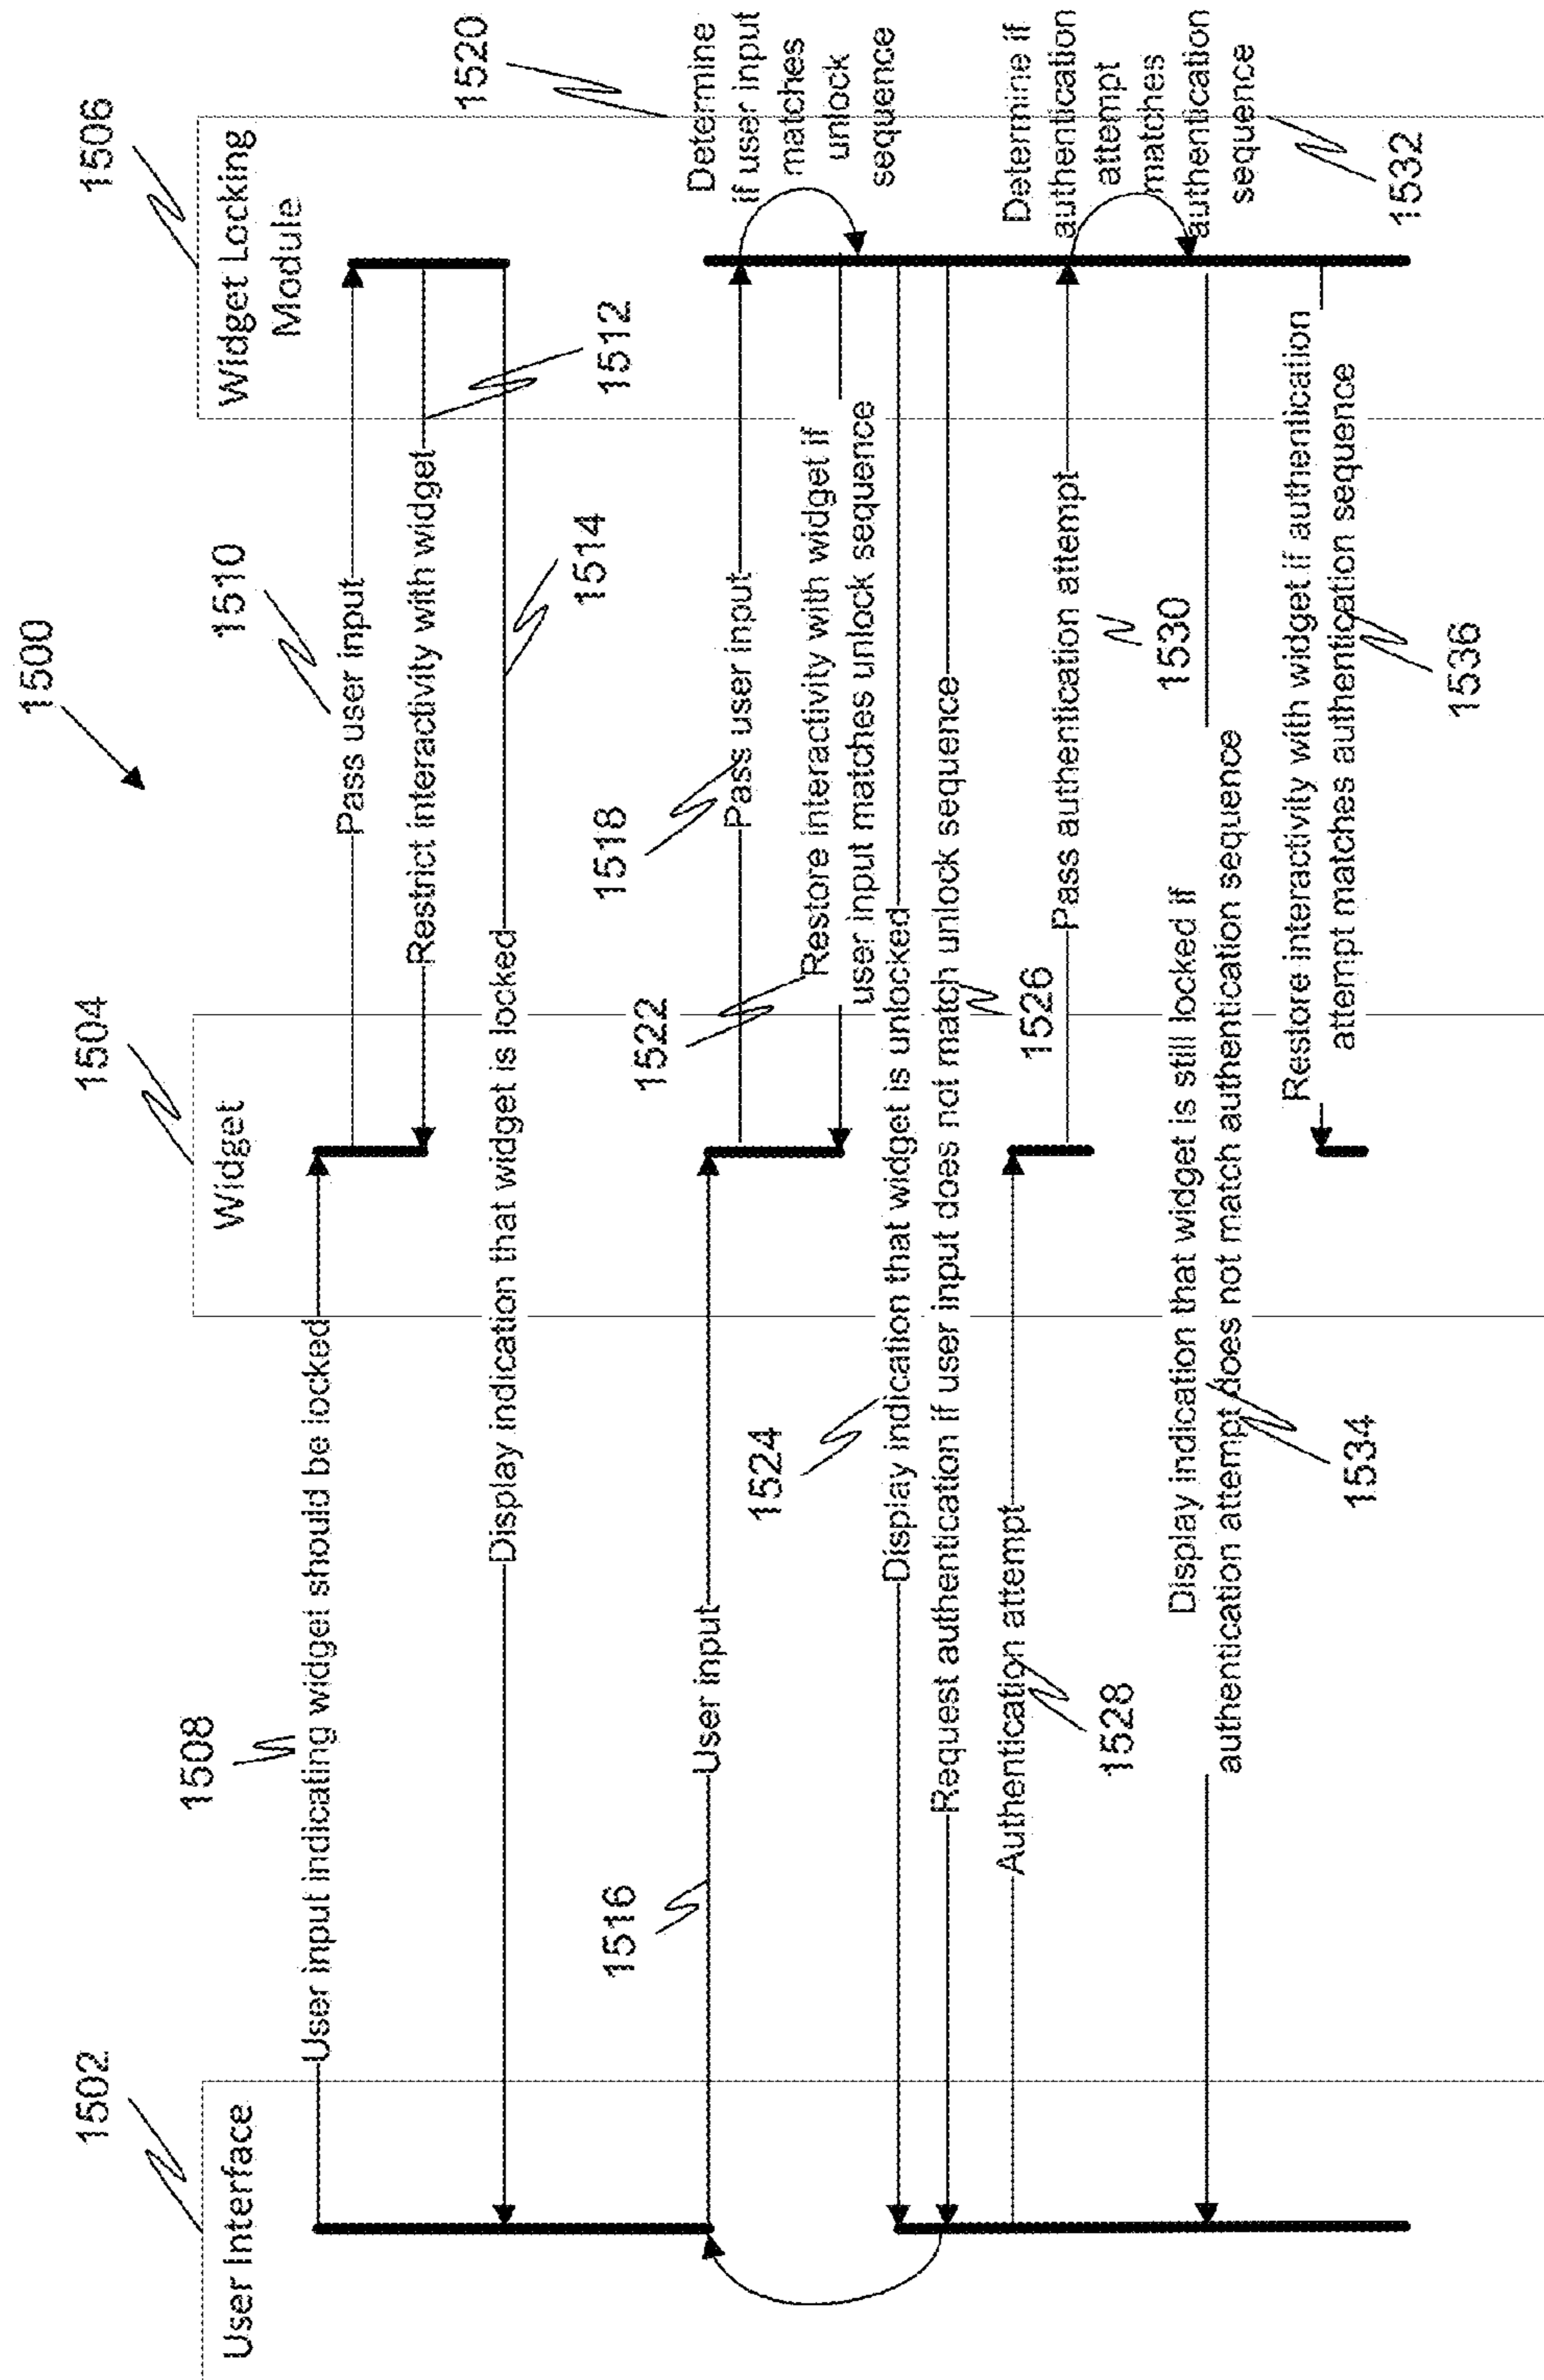 1500
1502
User Interface
1504
Widget
1506
Widget Locking
Module
1508
User input indicating widget should be locked
1510
Pass user input
Restrict interactivity with widget
1512
Display indication that widget is locked
1514
1516
User input
1518
Pass user input
1520
Determine
if user input
matches
unlock
sequence
1522
Restore interactivity with widget if
user input matches unlock sequence
1524
Display indication that widget is unlocked
Request authentication if user input does not match unlock sequence
1526
Authentication attempt
1528
Pass authentication attempt
1530
Determine if
authentication
attempt
matches
authentication
sequence
1532
Display indication that widget is still locked if
authentication attempt does not match authentication sequence
1534
Restore interactivity with widget if authentication
attempt matches authentication sequence
1536